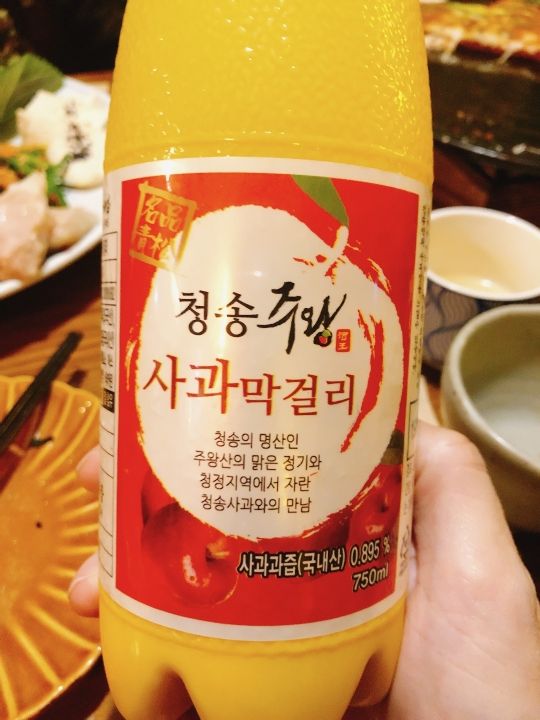 名品
青松
청송 주왕
酒王
사과막걸리
청송의 명산인
주왕산의 맑은 정기와
청정지역에서 자란
청송사과와의 만남
사과과즙(국내산) 0.895 %
750ml